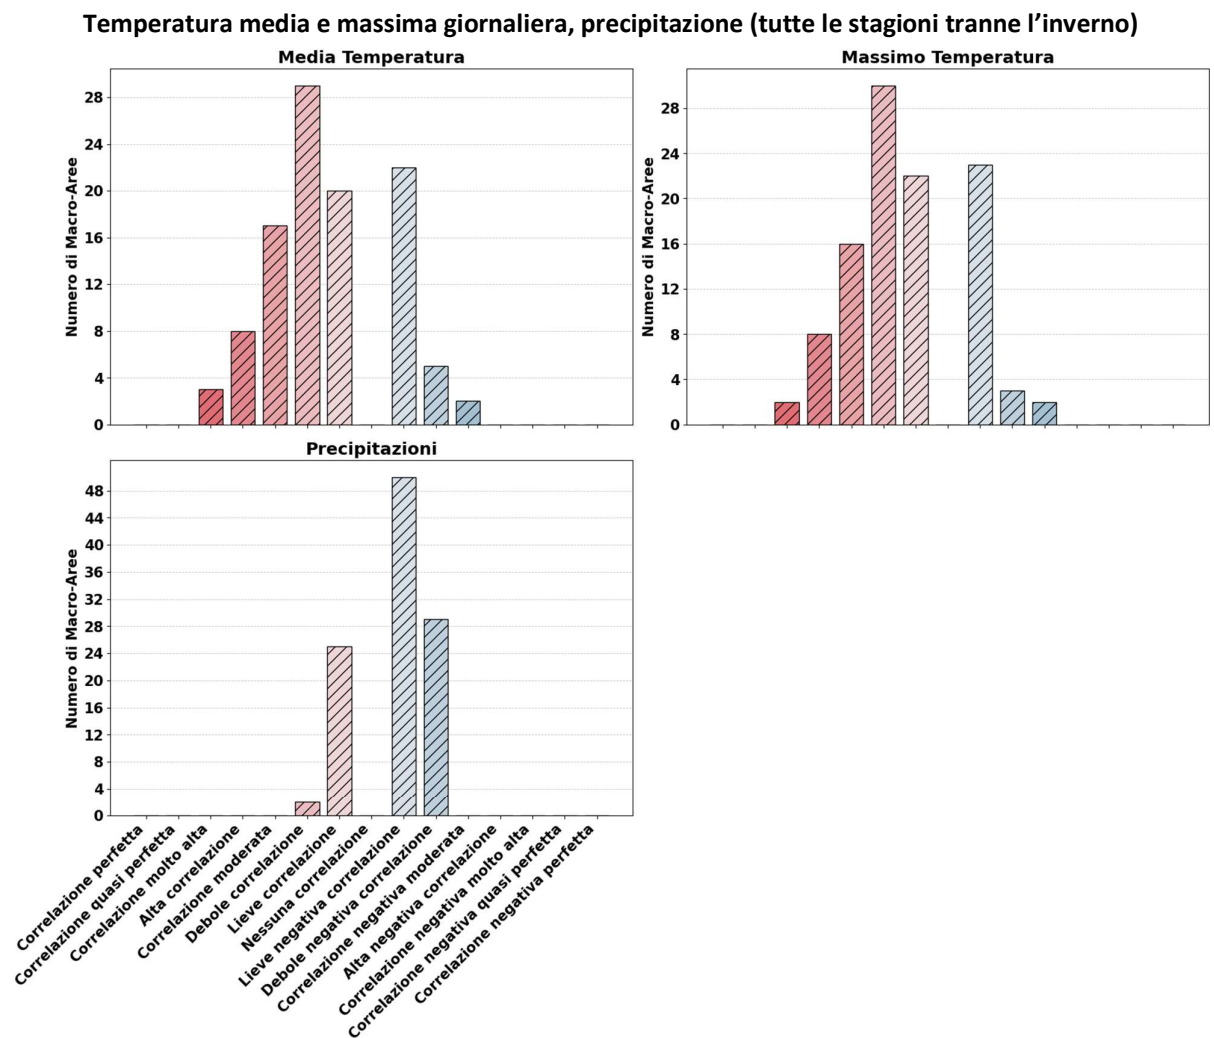 Temperatura media e massima giornaliera, precipitazione (tutte le stagioni tranne l’inverno)
Media Temperatura
Numero di Macro-Aree
28
24
20
16
12
8
4
0
Massimo Temperatura
Numero di Macro-Aree
28
24
20
16
12
8
4
0
Precipitazioni
Numero di Macro-Aree
48
44
40
36
32
28
24
20
16
12
8
4
0
Correlazione perfetta
Correlazione quasi perfetta
Correlazione molto alta
Alta correlazione
Correlazione moderata
Debole correlazione
Lieve correlazione
Nessuna correlazione
Lieve negativa correlazione
Debole negativa correlazione
Correlazione negativa moderata
Alta negativa correlazione
Correlazione negativa molto alta
Correlazione negativa quasi perfetta
Correlazione negativa perfetta